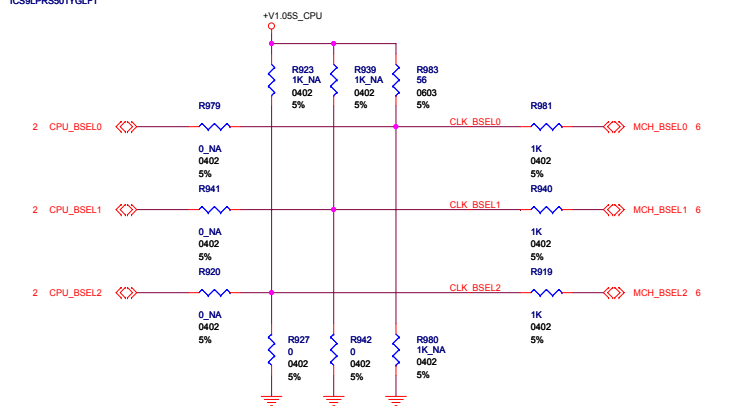 ICS9LPRS501YGLFT
+V1.05S_CPU
R923
1K_NA
0402
5%
R939
1K_NA
0402
5%
R983
56
0603
5%
R979
0_NA
0402
5%
R981
1K
0402
5%
2 CPU_BSEL0
CLK_BSEL0
MCH_BSEL0 6
R941
0_NA
0402
5%
R940
1K
0402
5%
2 CPU_BSEL1
CLK_BSEL1
MCH_BSEL1 6
R920
0_NA
0402
5%
R919
1K
0402
5%
2 CPU_BSEL2
CLK_BSEL2
MCH_BSEL2 6
R927
0
0402
5%
R942
0
0402
5%
R980
1K_NA
0402
5%